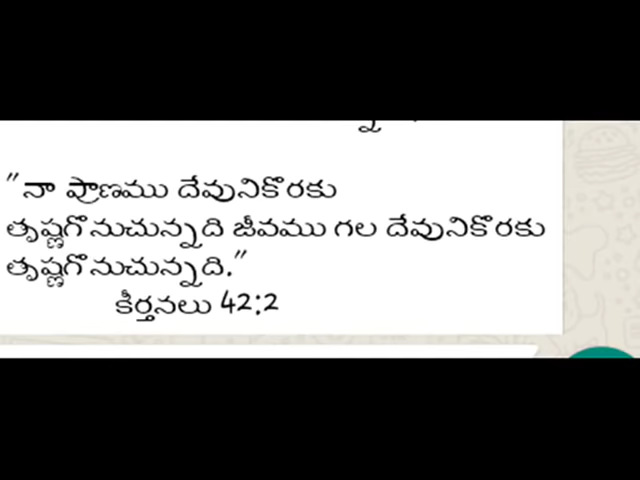 "నా ప్రాణము దేవునికొరకు
తృష్ణగొనుచున్నది జీవము గల దేవునికొరకు
తృష్ణగొనుచున్నది."
కీర్తనలు 42:2